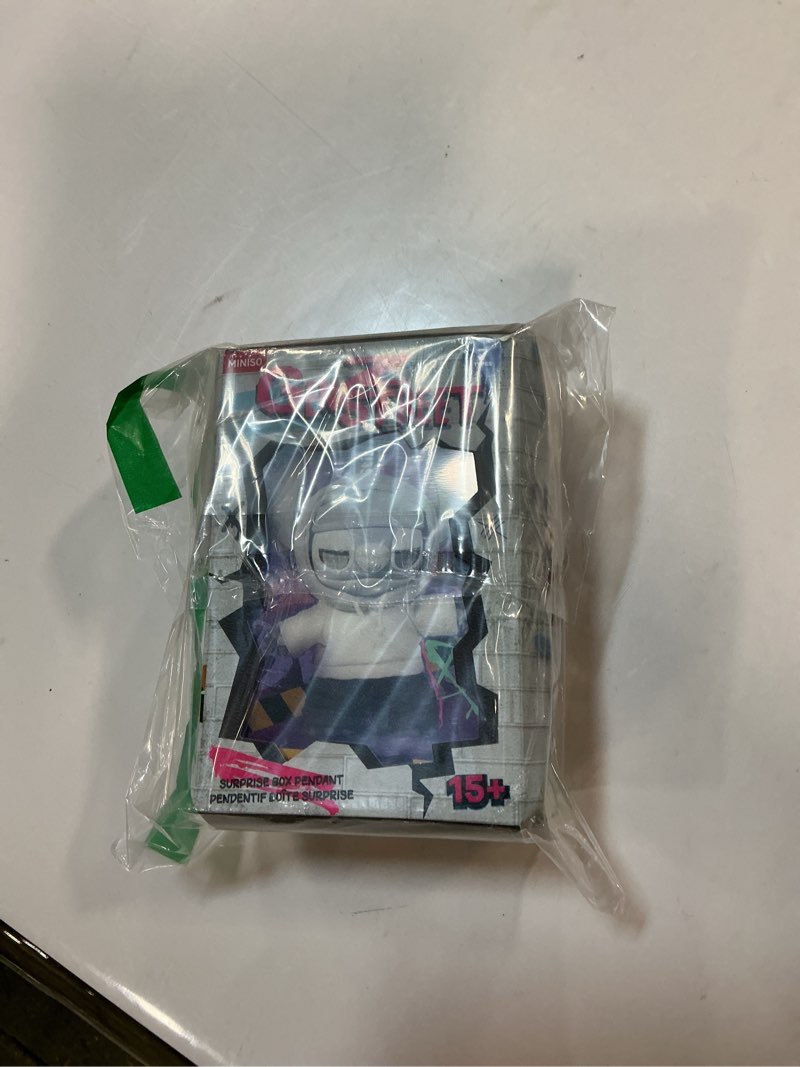 MINISO
SURPRISE BOX PENDANT
PENDENTIF BOÎTE SURPRISE
15+